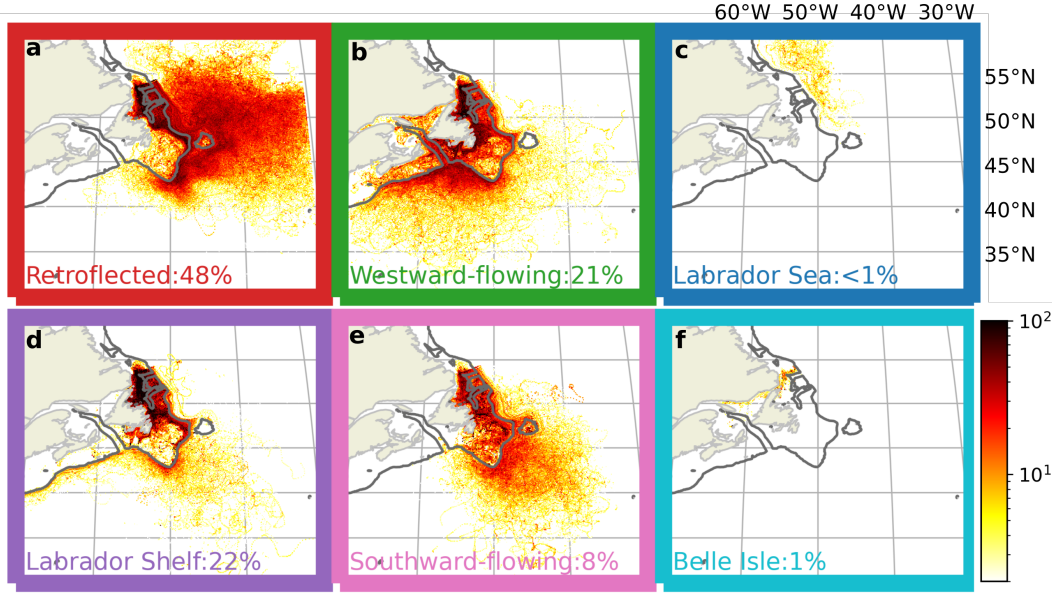 60°W 50°W 40°W 30°W
a
b
c
55°N
50°N
45°N
40°N
35°N
Retroflected:48%
Westward-flowing:21%
Labrador Sea:<1%
d
e
f
10²
10¹
Labrador Shelf:22%
Southward-flowing:8%
Belle Isle:1%